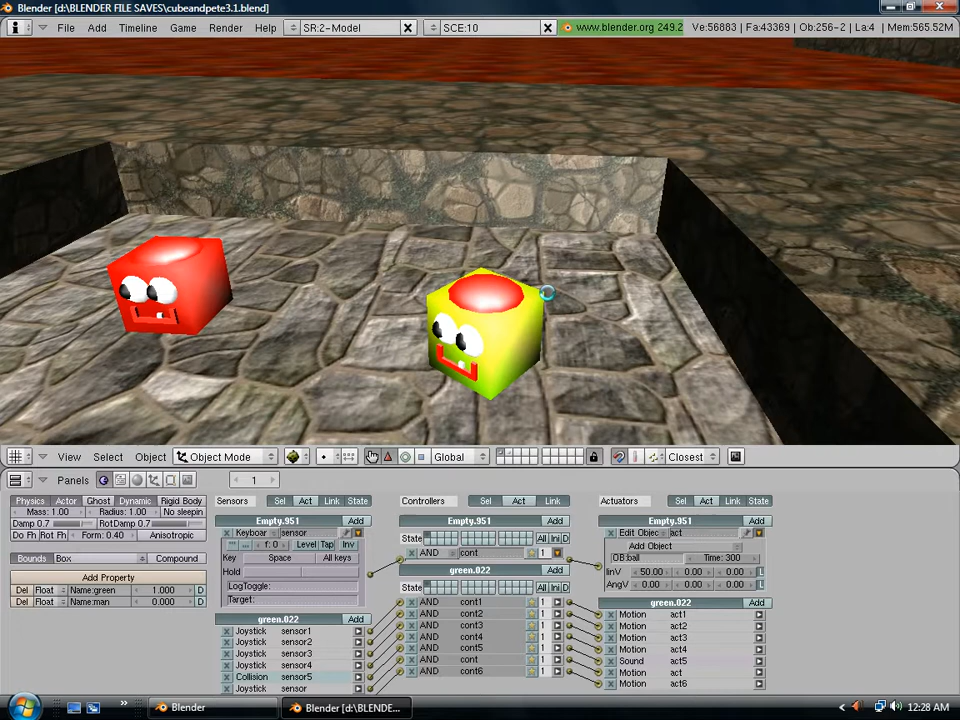 Blender [d:\BLENDER FILE SAVES\cubeandpete3.1.blend]
File Add Timeline Game Render Help SR:2-Model SCE:10 www.blender.org 249.2 Ve:56883 | Fa:43369 | Ob:256-2 | La:4 | Mem:565.52M
View Select Object Object Mode Global Closest
Panels 1
Physics Actor Ghost Dynamic Rigid Body
Mass: 1.00 Radius: 1.00 No sleepin
Damp 0.7 RotDamp 0.7
Do Fh Rot Fh Form: 0.40 Anisotropic
Bounds Box Compound
Add Property
Del Float Name:green 1.000 D
Del Float Name:man 0.000 D
Sensors Sel Act Link State
Empty.951 Add
Keyboar sensor
f: 0 Level Tap Inv
Key Space All keys
Hold
LogToggle:
Target:
green.022 Add
Joystick sensor1
Joystick sensor2
Joystick sensor3
Joystick sensor4
Collision sensor5
Joystick sensor
Controllers Sel Act Link
Empty.951 Add
State All Ini D
AND cont 1
green.022 Add
State All Ini D
AND cont1 1
AND cont2 1
AND cont3 1
AND cont4 1
AND cont5 1
AND cont 1
AND cont6 1
Actuators Sel Act Link State
Empty.951 Add
Edit Objec act
Add Object
OB:ball Time: 300
linV 50.00 0.00 0.00 L
AngV 0.00 0.00 0.00 L
green.022 Add
Motion act1
Motion act2
Motion act3
Motion act4
Sound act5
Motion act
Motion act6
Blender
Blender [d:\BLENDE...
12:28 AM